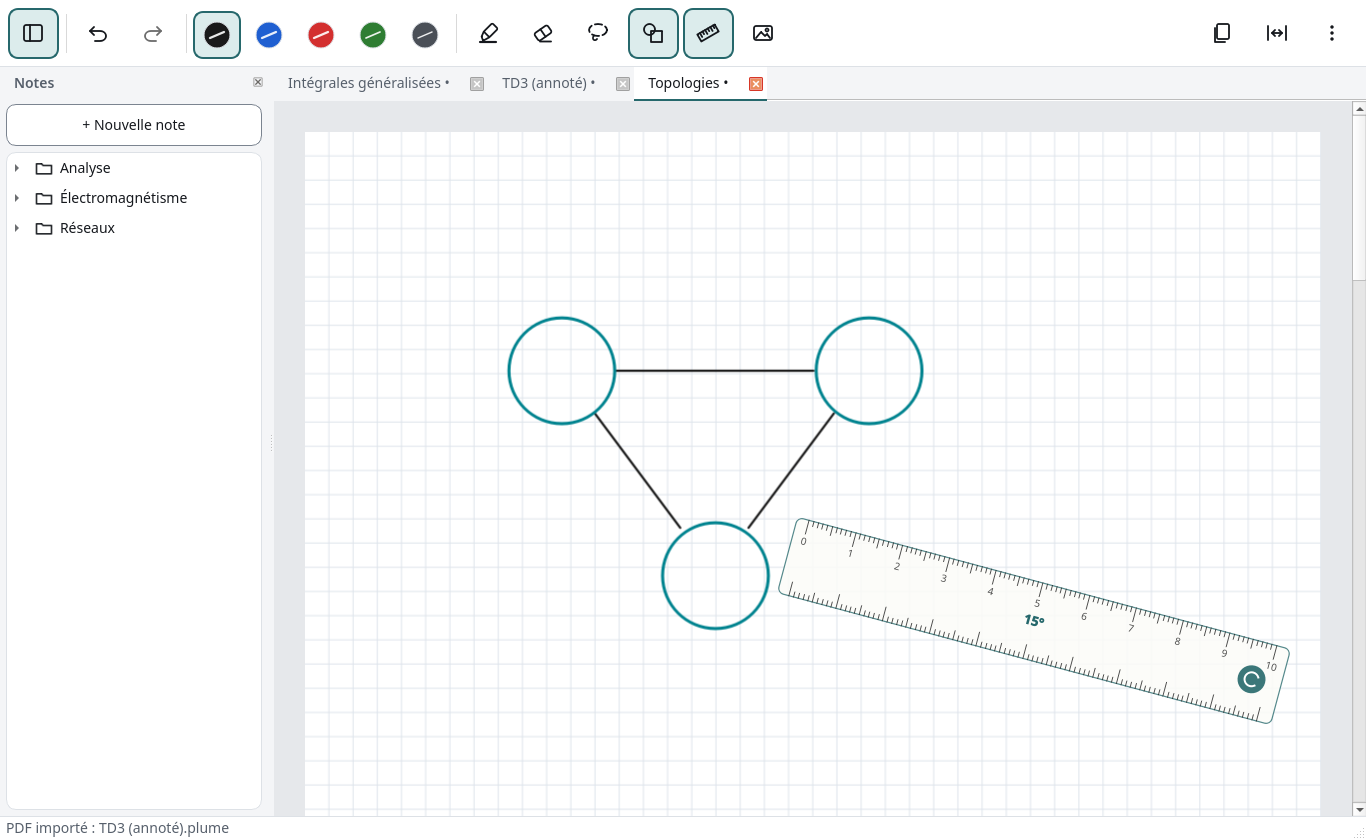 Notes
Intégrales généralisées •
TD3 (annoté) •
Topologies •
+ Nouvelle note
Analyse
Électromagnétisme
Réseaux
0 1 2 3 4 5 6 7 8 9 10
15°
PDF importé : TD3 (annoté).plume